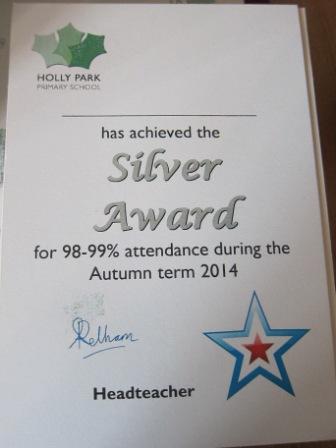 HOLLY PARK
PRIMARY SCHOOL
has achieved the
Silver
Award
for 98-99% attendance during the
Autumn term 2014
Headteacher